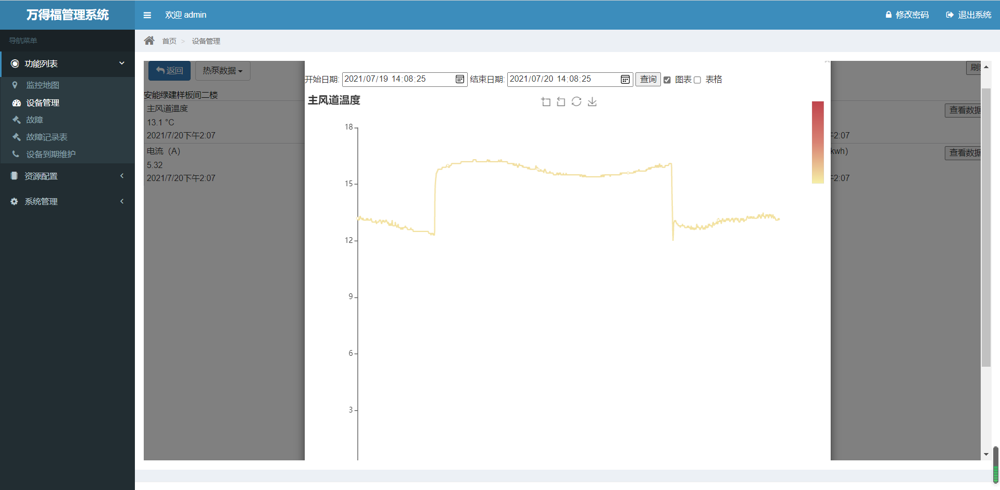 万得福管理系统
欢迎 admin
修改密码
退出系统
导航菜单
首页 > 设备管理
功能列表
监控地图
设备管理
故障
故障记录表
设备到期维护
资源配置
系统管理
返回
热泵数据
安能绿建样板间二楼
主风道温度
13.1 °C
2021/7/20下午2:07
电流（A）
5.32
2021/7/20下午2:07
开始日期: 2021/07/19 14:08:25 结束日期: 2021/07/20 14:08:25 查询 图表 表格
主风道温度
18
15
12
9
6
3
查看数据
2:07
kwh）
查看数据
2:07